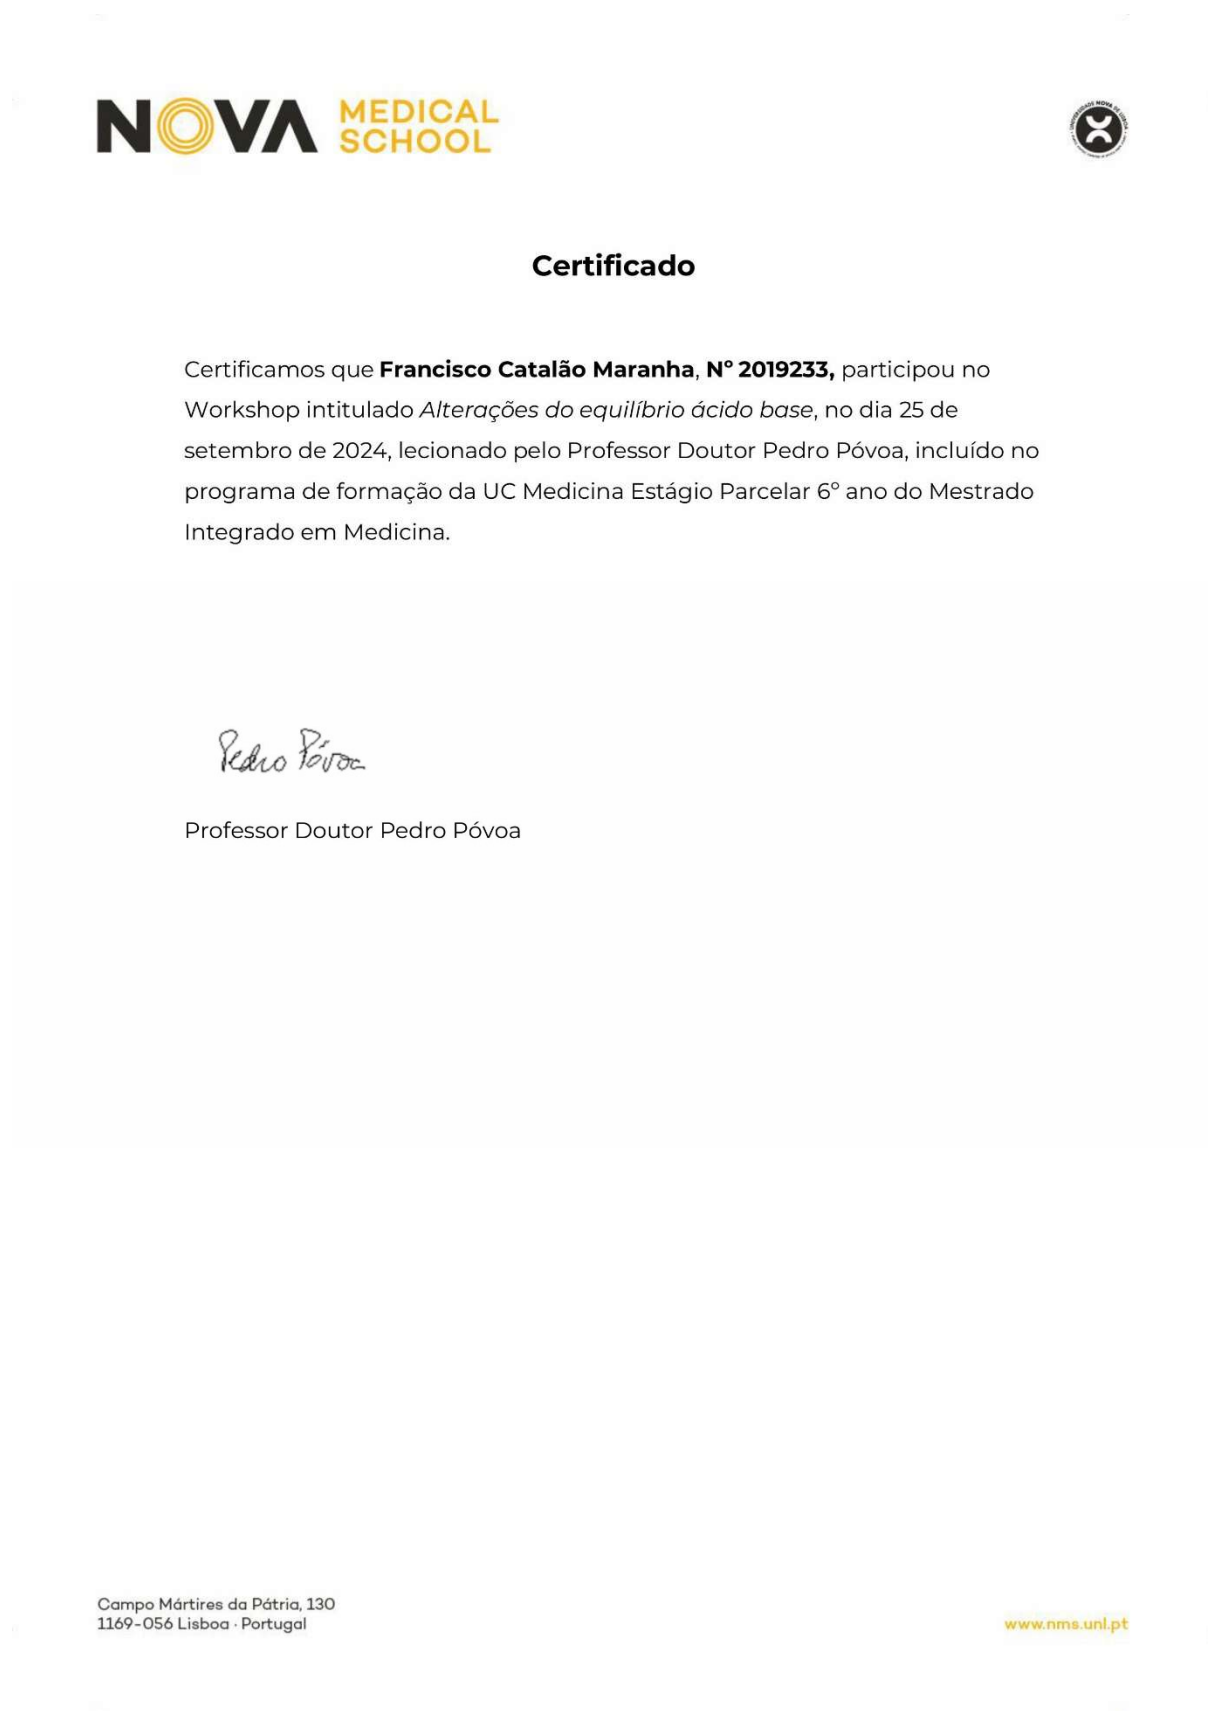 NOVA MEDICAL SCHOOL
Certificado
Certificamos que Francisco Catalão Maranha, Nº 2019233, participou no
Workshop intitulado Alterações do equilíbrio ácido base, no dia 25 de
setembro de 2024, lecionado pelo Professor Doutor Pedro Póvoa, incluído no
programa de formação da UC Medicina Estágio Parcelar 6º ano do Mestrado
Integrado em Medicina.
Pedro Póvoa
Professor Doutor Pedro Póvoa
Campo Mártires da Pátria, 130
1169-056 Lisboa · Portugal
www.nms.unl.pt